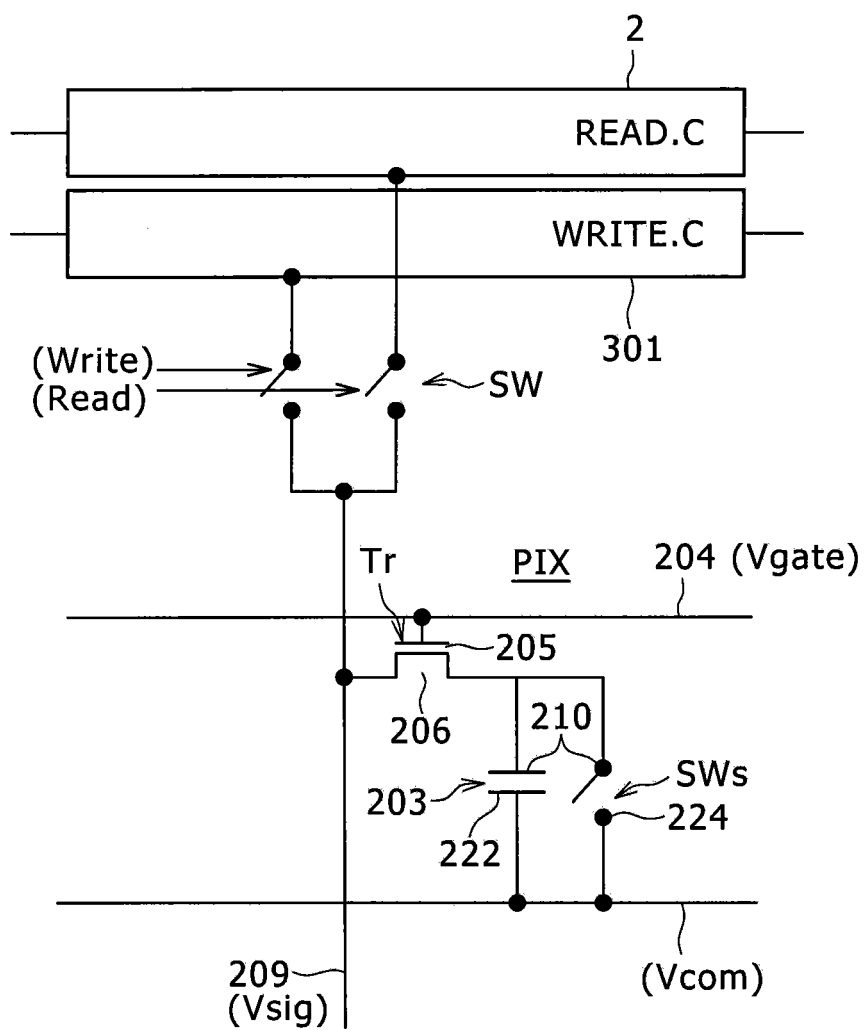 2
READ.C
WRITE.C
301
(Write)
(Read)
SW
Tr
PIX
204 (Vgate)
205
206
210
203
SWs
222
224
209
(Vsig)
(Vcom)